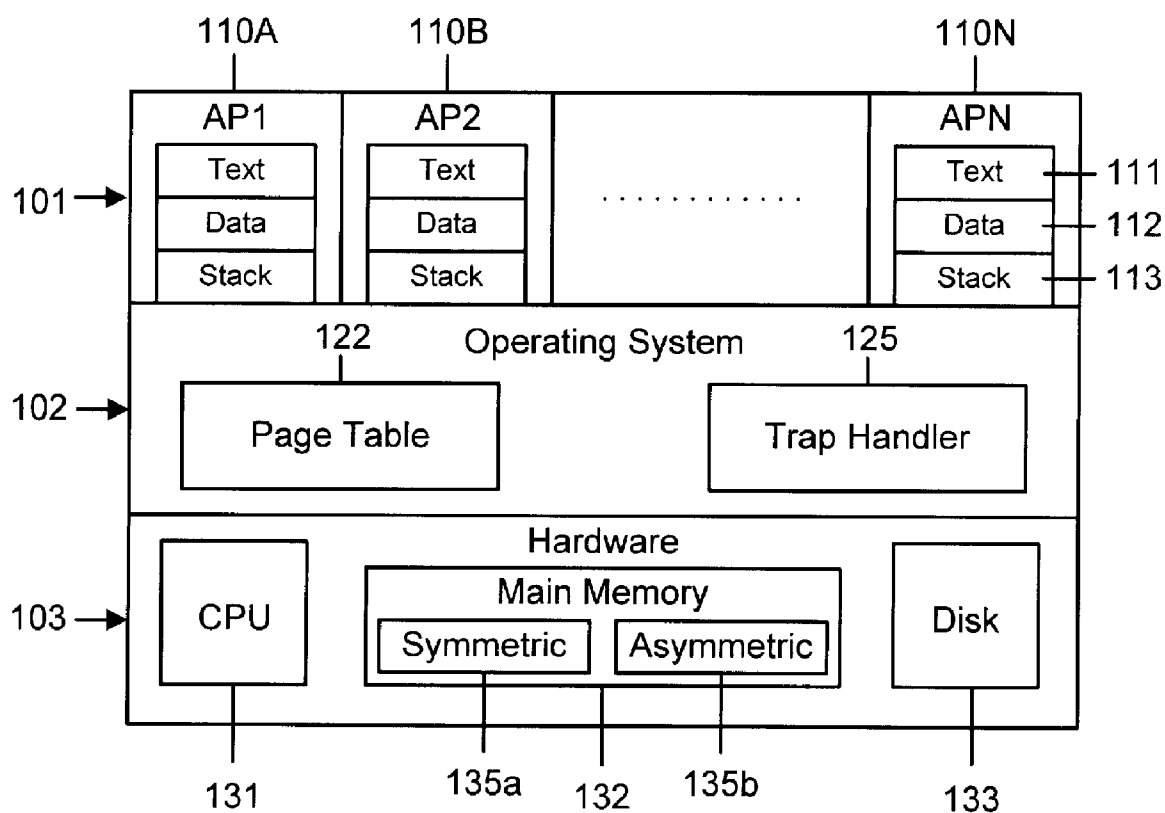 110A 110B 110N
AP1 AP2 APN
Text Text Text 111
101 ............
Data Data Data 112
Stack Stack Stack 113
122 Operating System 125
102 Page Table Trap Handler
Hardware
Main Memory
103 CPU Disk
Symmetric Asymmetric
131 135a 132 135b 133